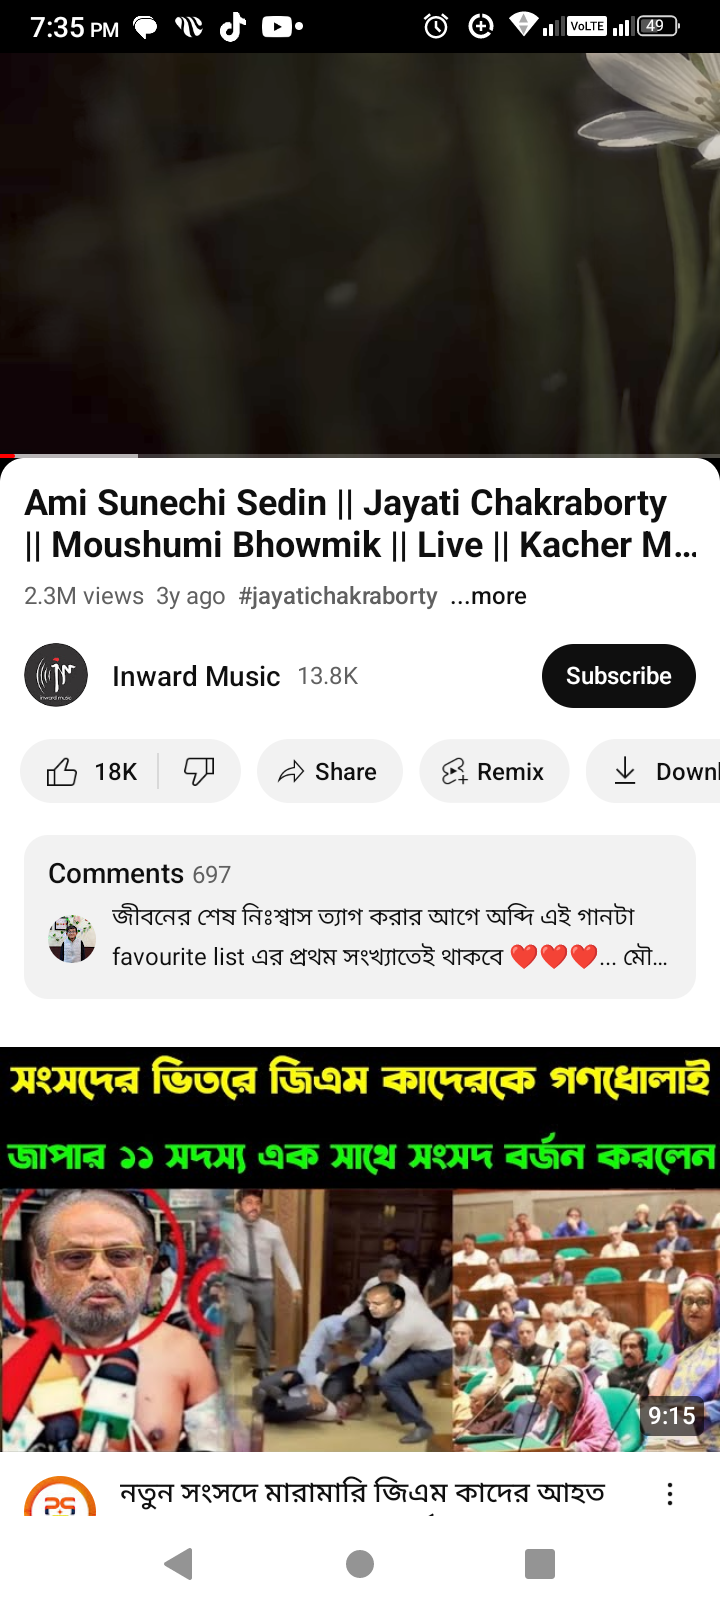 7:35 PM
VoLTE
49
Ami Sunechi Sedin || Jayati Chakraborty
|| Moushumi Bhowmik || Live || Kacher M...
2.3M views 3y ago #jayatichakraborty ...more
Inward Music 13.8K
Subscribe
18K
Share
Remix
Downl
Comments 697
জীবনের শেষ নিঃশ্বাস ত্যাগ করার আগে অব্দি এই গানটা
favourite list এর প্রথম সংখ্যাতেই থাকবে ❤️❤️❤️... মৌ...
সংসদের ভিতরে জিএম কাদেরকে গণধোলাই
জাপার ১১ সদস্য এক সাথে সংসদ বর্জন করলেন
9:15
নতুন সংসদে মারামারি জিএম কাদের আহত